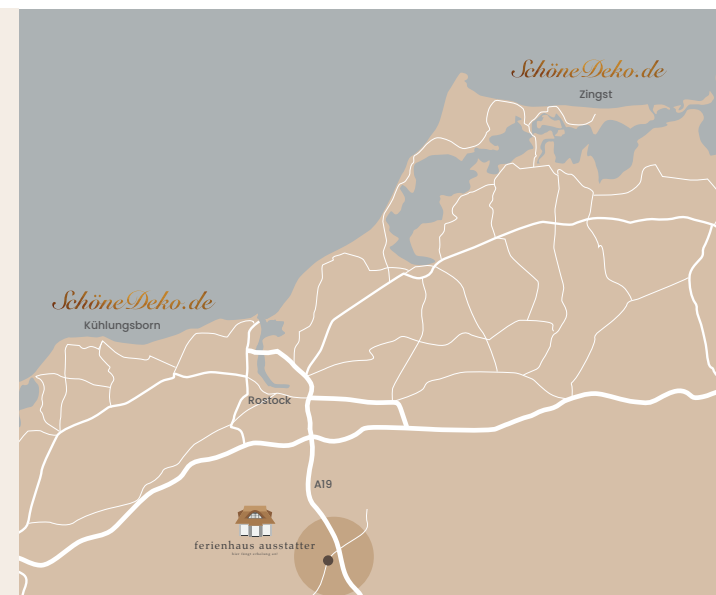 SchöneDeko.de
Zingst
SchöneDeko.de
Kühlungsborn
Rostock
A19
ferienhaus ausstatter